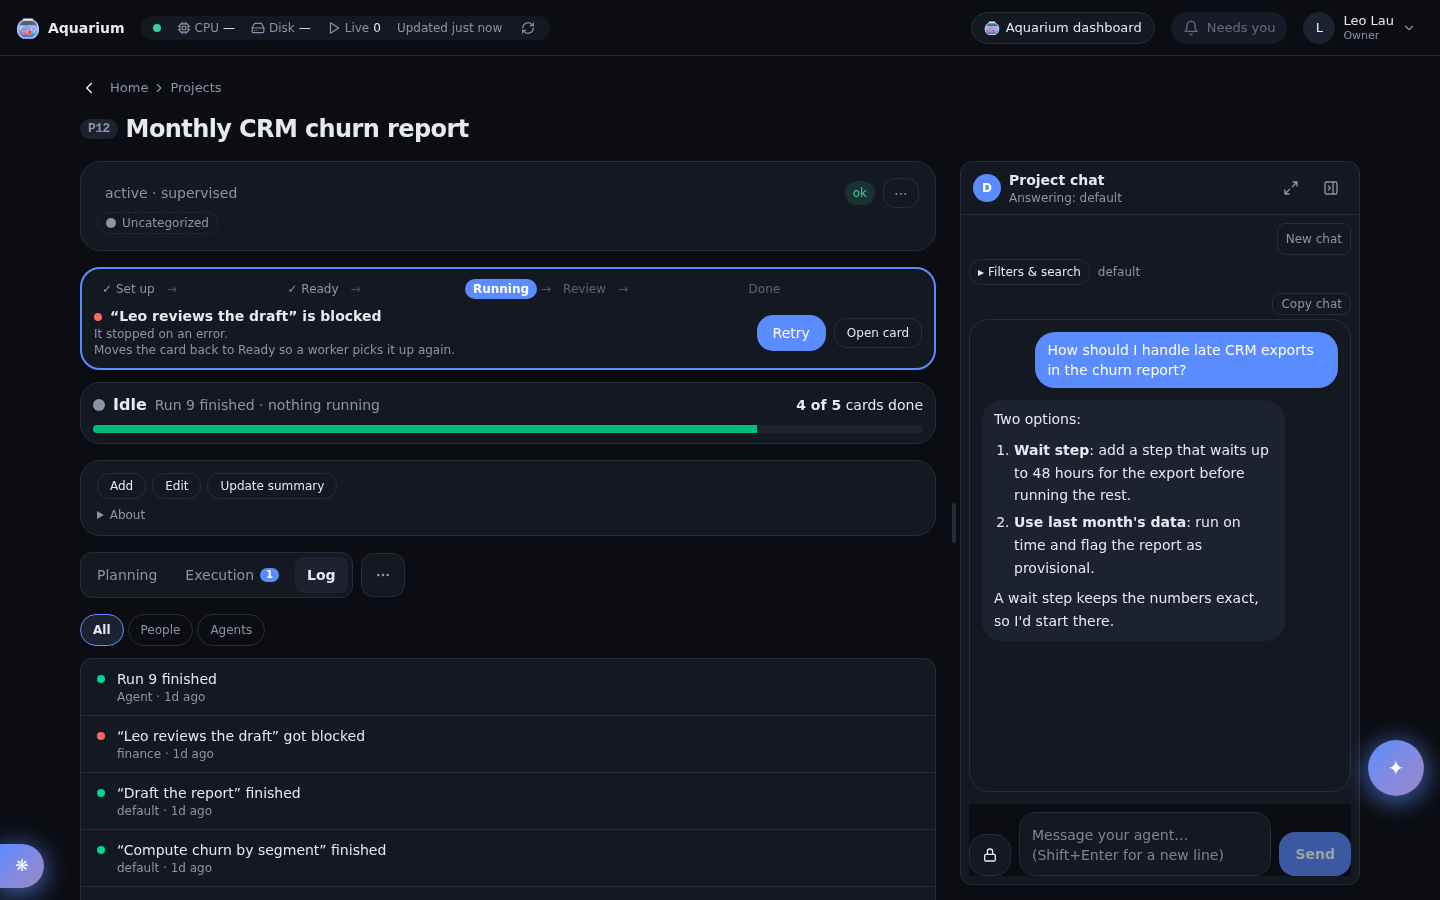 Aquarium
CPU —
Disk —
Live 0
Updated just now
Aquarium dashboard
Needs you
L
Leo Lau
Owner
Home
Projects
P12
Monthly CRM churn report
active · supervised
ok
...
Uncategorized
✓ Set up →
✓ Ready →
Running →
Review →
Done
“Leo reviews the draft” is blocked
It stopped on an error.
Moves the card back to Ready so a worker picks it up again.
Retry
Open card
Idle Run 9 finished · nothing running
4 of 5 cards done
Add
Edit
Update summary
▶ About
Planning
Execution 1
Log
...
All
People
Agents
Run 9 finished
Agent · 1d ago
“Leo reviews the draft” got blocked
finance · 1d ago
“Draft the report” finished
default · 1d ago
“Compute churn by segment” finished
default · 1d ago
D
Project chat
Answering: default
New chat
▸ Filters & search
default
Copy chat
How should I handle late CRM exports
in the churn report?
Two options:
1. Wait step: add a step that waits up
to 48 hours for the export before
running the rest.
2. Use last month's data: run on
time and flag the report as
provisional.
A wait step keeps the numbers exact,
so I'd start there.
Message your agent...
(Shift+Enter for a new line)
Send